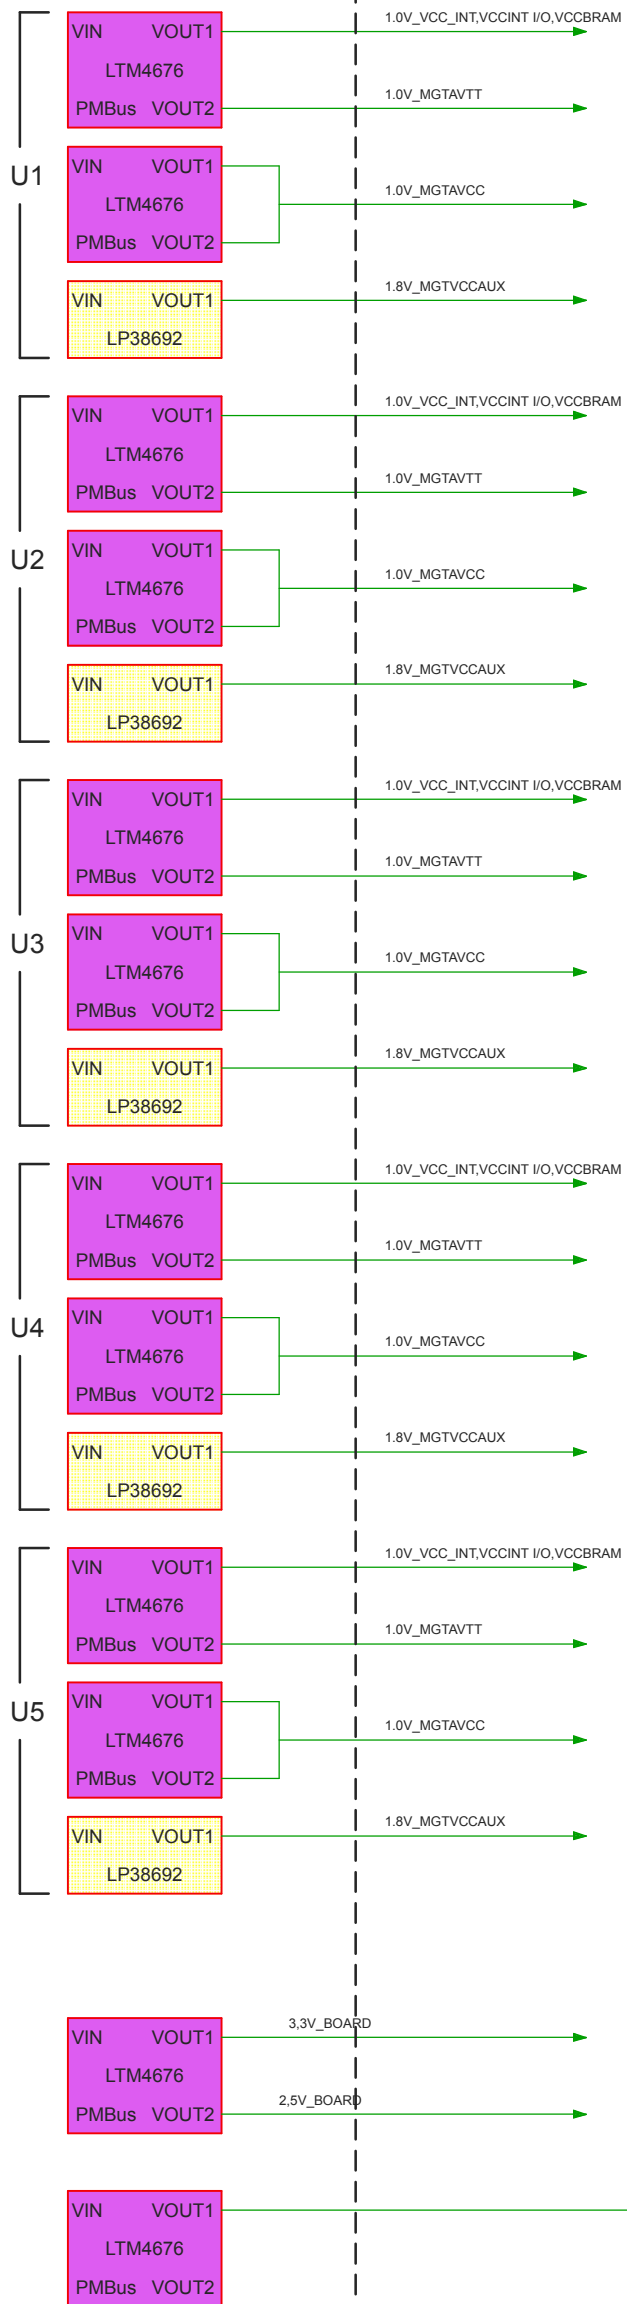 VIN VOUT1 1.0V_VCC_INT,VCCINT I/O,VCCBRAM
LTM4676
PMBus VOUT2 1.0V_MGTAVTT
U1
VIN VOUT1
LTM4676 1.0V_MGTAVCC
PMBus VOUT2
VIN VOUT1 1.8V_MGTVCCAUX
LP38692
VIN VOUT1 1.0V_VCC_INT,VCCINT I/O,VCCBRAM
LTM4676
PMBus VOUT2 1.0V_MGTAVTT
U2
VIN VOUT1
LTM4676 1.0V_MGTAVCC
PMBus VOUT2
VIN VOUT1 1.8V_MGTVCCAUX
LP38692
VIN VOUT1 1.0V_VCC_INT,VCCINT I/O,VCCBRAM
LTM4676
PMBus VOUT2 1.0V_MGTAVTT
U3
VIN VOUT1
LTM4676 1.0V_MGTAVCC
PMBus VOUT2
VIN VOUT1 1.8V_MGTVCCAUX
LP38692
VIN VOUT1 1.0V_VCC_INT,VCCINT I/O,VCCBRAM
LTM4676
PMBus VOUT2 1.0V_MGTAVTT
U4
VIN VOUT1
LTM4676 1.0V_MGTAVCC
PMBus VOUT2
VIN VOUT1 1.8V_MGTVCCAUX
LP38692
VIN VOUT1 1.0V_VCC_INT,VCCINT I/O,VCCBRAM
LTM4676
PMBus VOUT2 1.0V_MGTAVTT
U5
VIN VOUT1
LTM4676 1.0V_MGTAVCC
PMBus VOUT2
VIN VOUT1 1.8V_MGTVCCAUX
LP38692
VIN VOUT1 3,3V_BOARD
LTM4676
PMBus VOUT2 2,5V_BOARD
VIN VOUT1
LTM4676
PMBus VOUT2